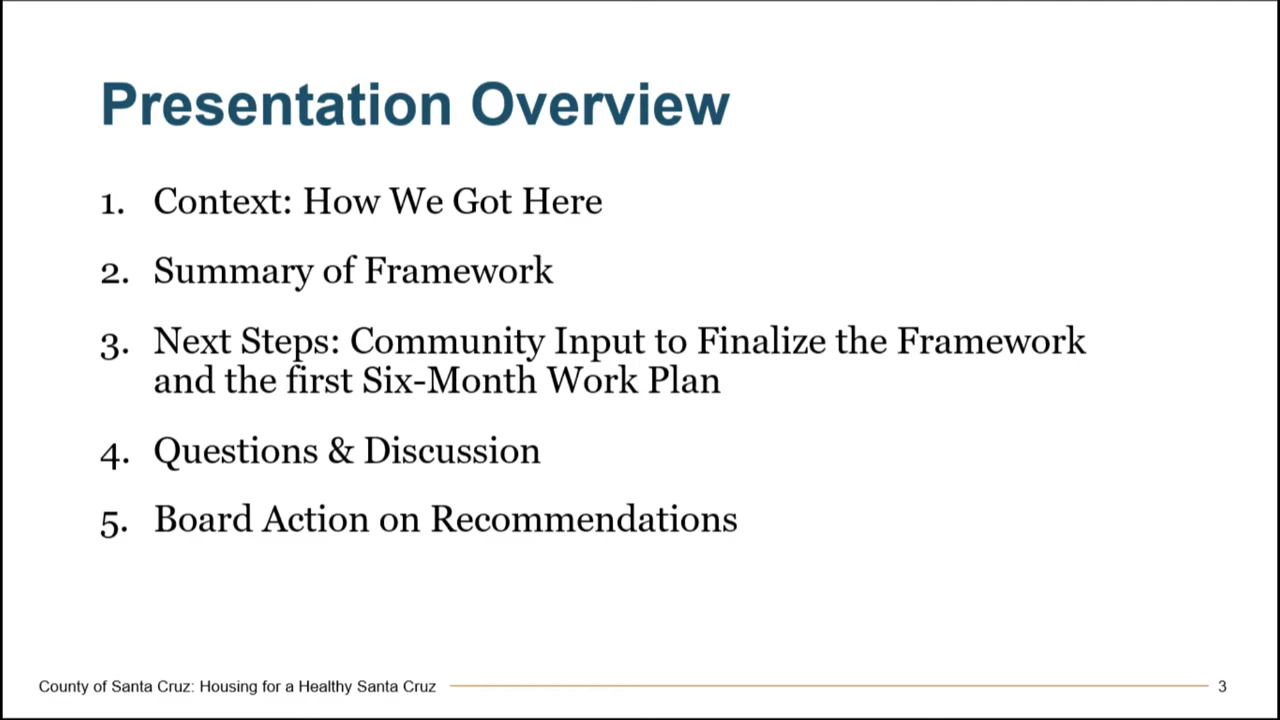 Presentation Overview
1. Context: How We Got Here
2. Summary of Framework
3. Next Steps: Community Input to Finalize the Framework
and the first Six-Month Work Plan
4. Questions & Discussion
5. Board Action on Recommendations
County of Santa Cruz: Housing for a Healthy Santa Cruz 3